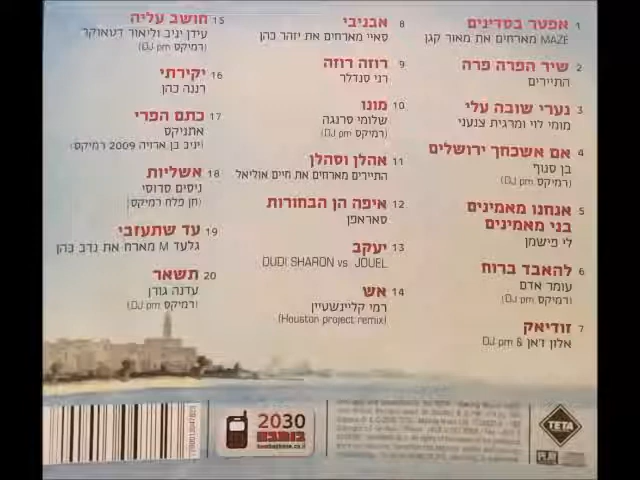 1 אפטר בסדינים
MAZE מארחים את מאור קגן
2 שיר הפרה פרה
התיירים
3 נערי שובה עלי
מומי לוי ומרגית צנעני
4 אם אשכחך ירושלים
בן סנוף
(רמיקס DJ pm)
5 אנחנו מאמינים
בני מאמינים
לי פישמן
6 להאבד ברוח
עומר אדם
(רמיקס DJ pm)
7 זודיאק
אלון דאן & DJ pm
8 אבניבי
סאיי מארחים את יזהר כהן
9 רוזה רוזה
רני סנדלר
10 מונו
שלומי סרנגה
(רמיקס DJ pm)
11 אהלן וסהלן
התיירים מארחים את חיים אוליאל
12 איפה הן הבחורות
סאראפן
13 יעקב
DUDI SHARON vs. JOUEL
14 אש
רמי קליינשטיין
(Houston project remix)
15 חושב עליה
עידן יניב וליאור דטאוקר
(רמיקס DJ pm)
16 יקירתי
רננה כהן
17 כתם הפרי
אתניקס
(יניב בן ארויה 2009 רמיקס)
18 אשליות
ניסים סרוסי
(חן פלח רמיקס)
19 עד שתעזבי
גלעד M מארח את נדב כהן
20 תשאר
עדנה גורן
(רמיקס DJ pm)
2030
TETA